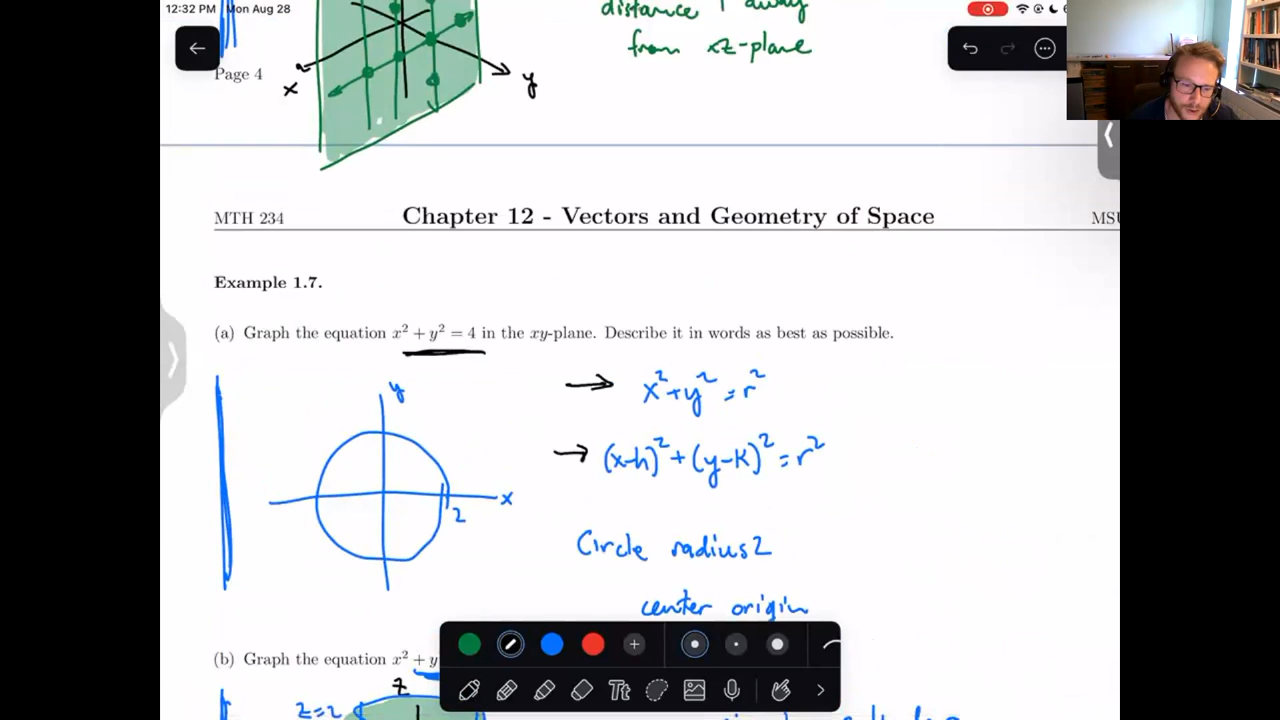 12:32 PM Mon Aug 28
distance 1 away
from xz-plane
Page 4
x
y
MTH 234 Chapter 12 - Vectors and Geometry of Space MSU
Example 1.7.
(a) Graph the equation x² + y² = 4 in the xy-plane. Describe it in words as best as possible.
y
x
2
→ x²+y² = r²
→ (x-h)² + (y-k)² = r²
Circle radius 2
center origin
(b) Graph the equation x² + y
z
z=2
Tt